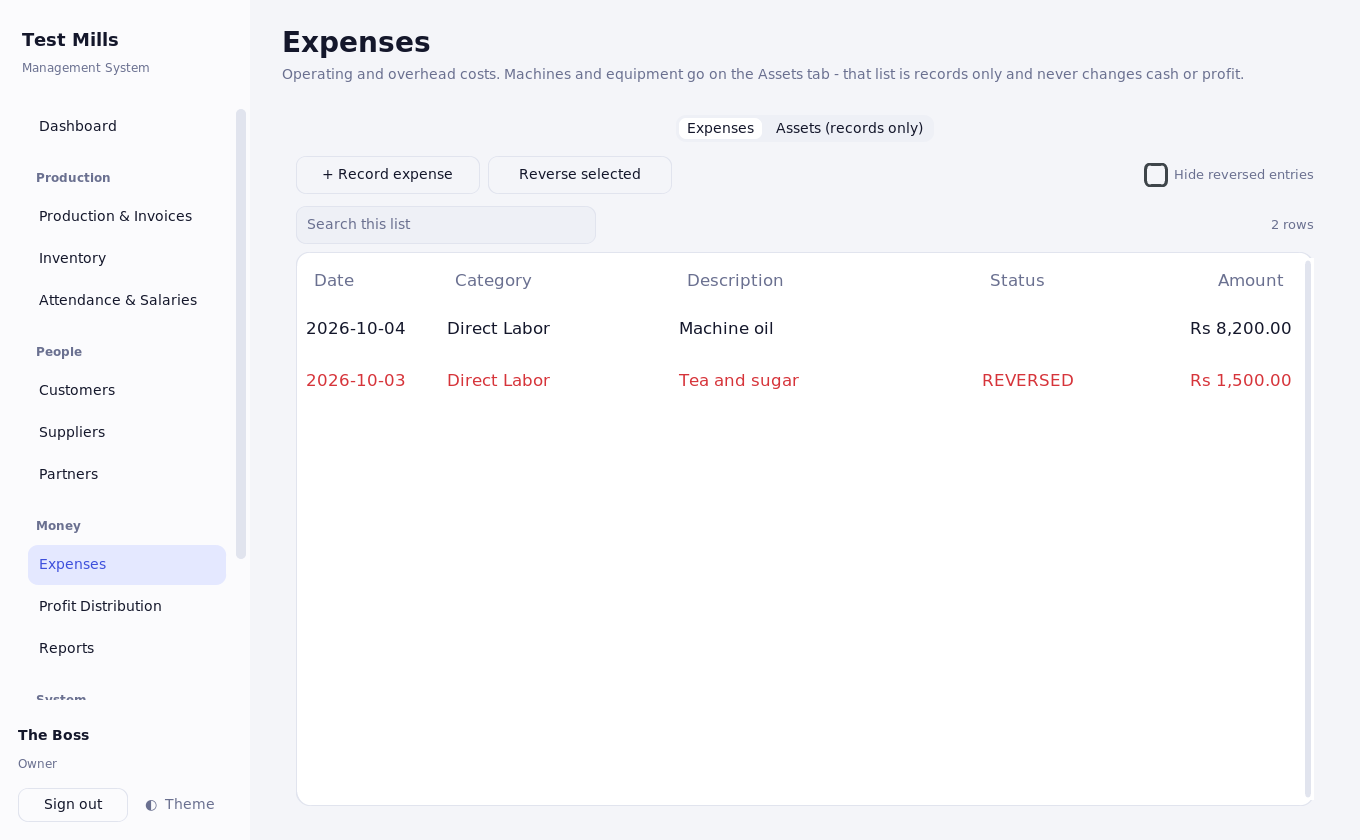 Test Mills
Management System
Dashboard
Production
Production & Invoices
Inventory
Attendance & Salaries
People
Customers
Suppliers
Partners
Money
Expenses
Profit Distribution
Reports
System
The Boss
Owner
Sign out
Theme
Expenses
Operating and overhead costs. Machines and equipment go on the Assets tab - that list is records only and never changes cash or profit.
Expenses Assets (records only)
+ Record expense Reverse selected Hide reversed entries
Search this list 2 rows
Date Category Description Status Amount
2026-10-04 Direct Labor Machine oil Rs 8,200.00
2026-10-03 Direct Labor Tea and sugar REVERSED Rs 1,500.00